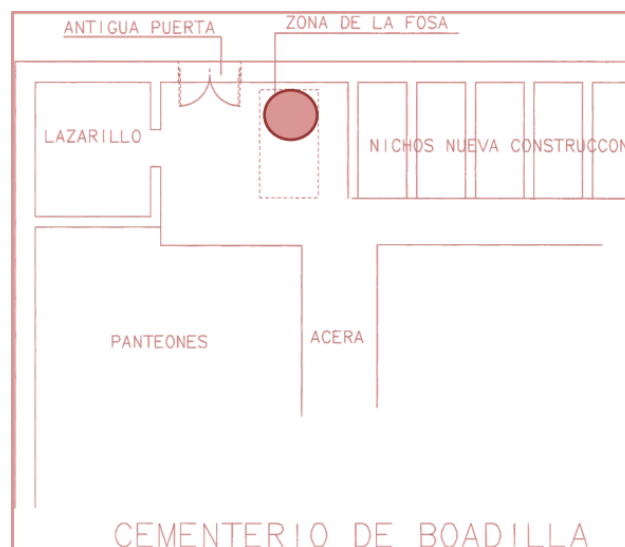 ANTIGUA PUERTA
ZONA DE LA FOSA
LAZARILLO
NICHOS NUEVA CONSTRUCCON
PANTEONES
ACERA
CEMENTERIO DE BOADILLA